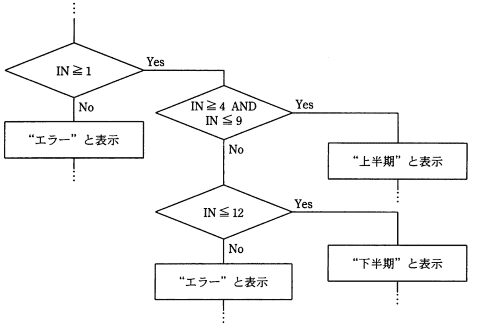 IN≧1
Yes
No
“エラー”と表示
IN≧4 AND
IN≦9
Yes
No
“上半期”と表示
IN≦12
Yes
No
“下半期”と表示
“エラー”と表示